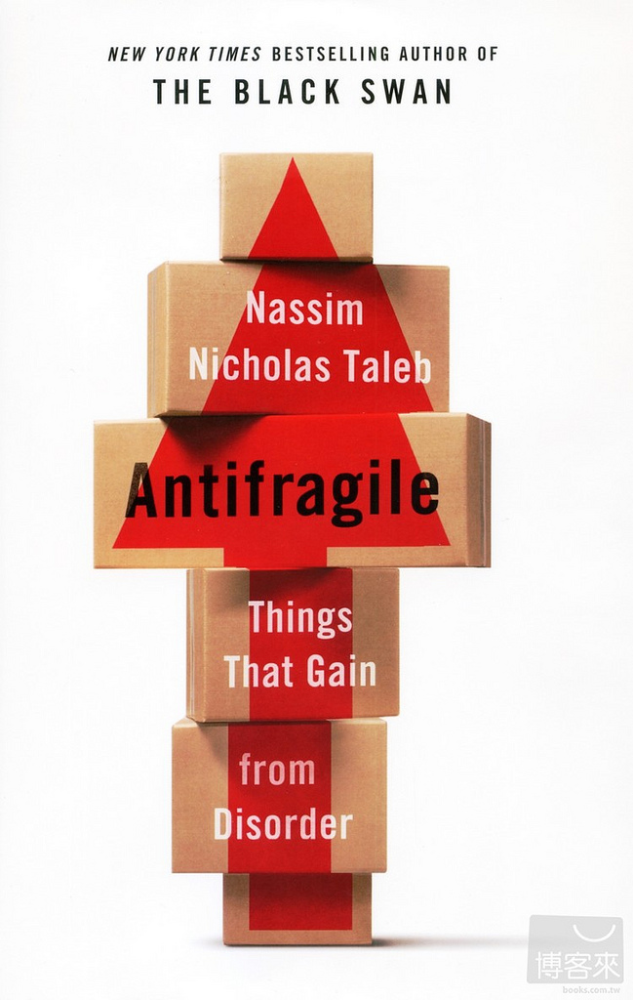 NEW YORK TIMES BESTSELLING AUTHOR OF
THE BLACK SWAN
Nassim
Nicholas Taleb
Antifragile
Things
That Gain
from
Disorder
博客來
books.com.tw